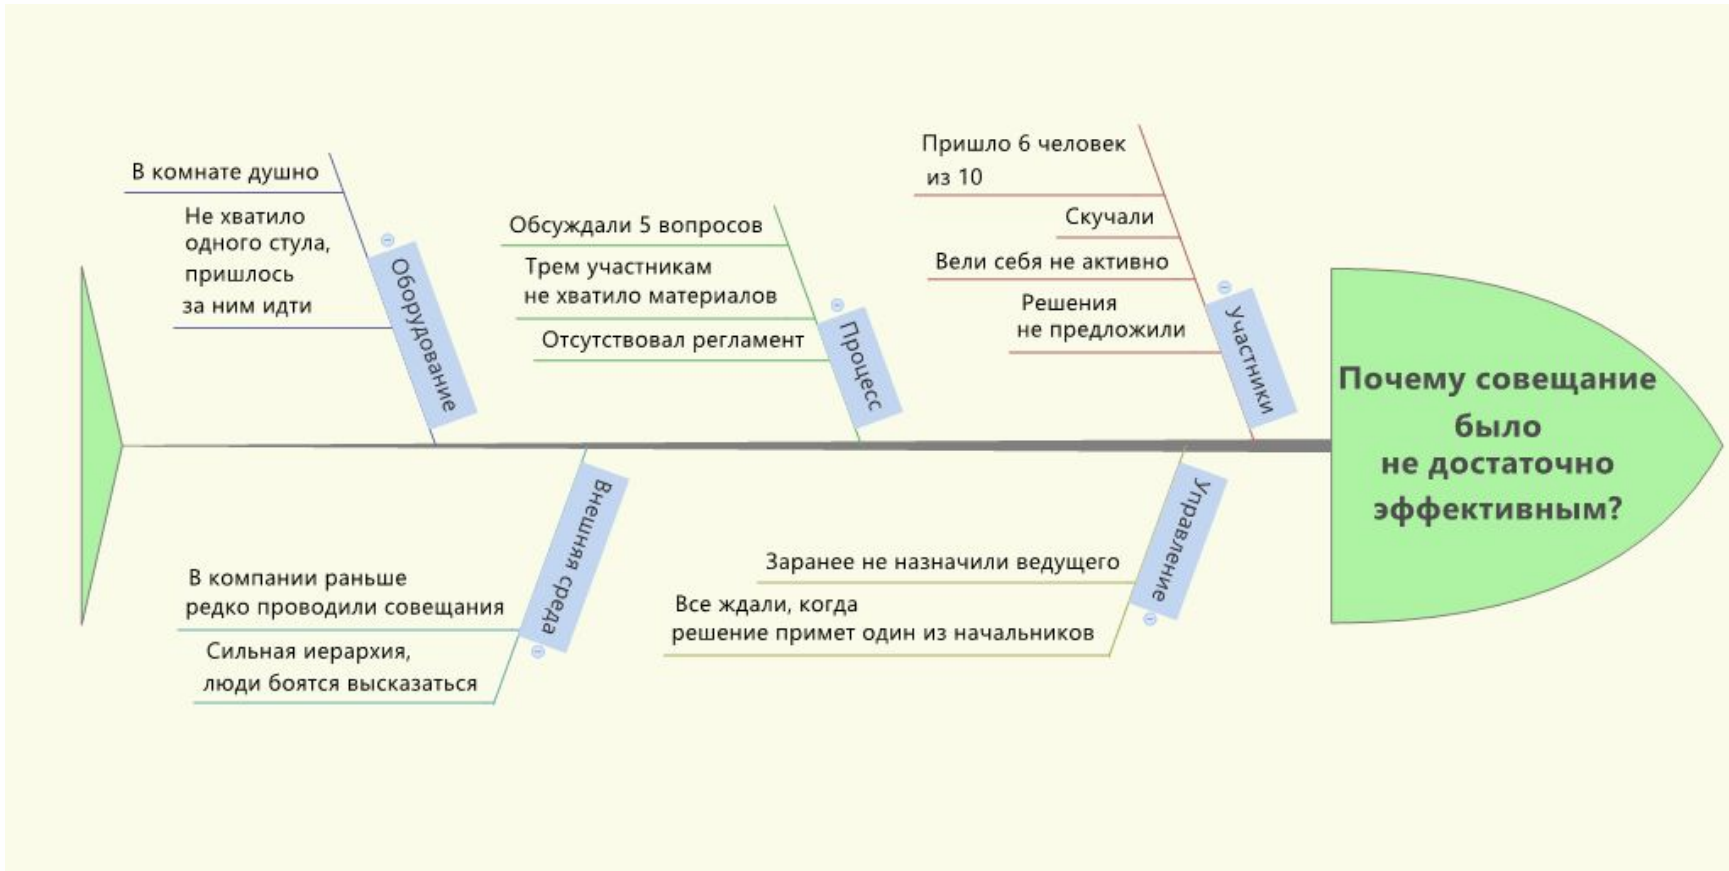 В комнате душно
Не хватило
одного стула,
пришлось
за ним идти
Оборудование
Обсуждали 5 вопросов
Трем участникам
не хватило материалов
Отсутствовал регламент
Процесс
Пришло 6 человек
из 10
Скучали
Вели себя не активно
Решения
не предложили
Участники
Почему совещание
было
не достаточно
эффективным?
Внешняя среда
В компании раньше
редко проводили совещания
Сильная иерархия,
люди боятся высказаться
Управление
Заранее не назначили ведущего
Все ждали, когда
решение примет один из начальников